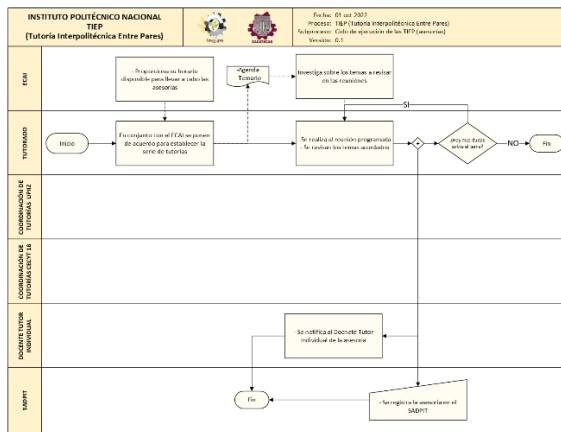 INSTITUTO POLITÉCNICO NACIONAL
TIEP
(Tutoría Interpolitécnica Entre Pares)
ZACATECAS
Fecha: 01 oct 2022
Proceso: TIEP (Tutoría Interpolitécnica Entre Pares)
Subproceso: Ciclo de ejecución de las TIEP (asesorías)
Versión: 0.1
ECAI
- Proporciona su horario
disponible para llevar a cabo las
asesorías
-Agenda
Temario
Investiga sobre los temas a revisar
en las reuniones
SI
TUTORADO
Inicio
En conjunto con el ECAI se ponen
de acuerdo para establecer la
serie de tutorías
- Se realiza al reunión programada
- Se revisan los temas acordados
¿Hay más dudas
sobre el tema?
NO
Fin
COORDINACIÓN DE
TUTORÍAS UPIIZ
COORDINACIÓN DE
TUTORÍAS CECYT 18
DOCENTE TUTOR
INDIVIDUAL
- Se notifica al Docnete Tutor
Individual de la asesoría
SADPIT
Fin
- Se registra la asesoría en el
SADPIT